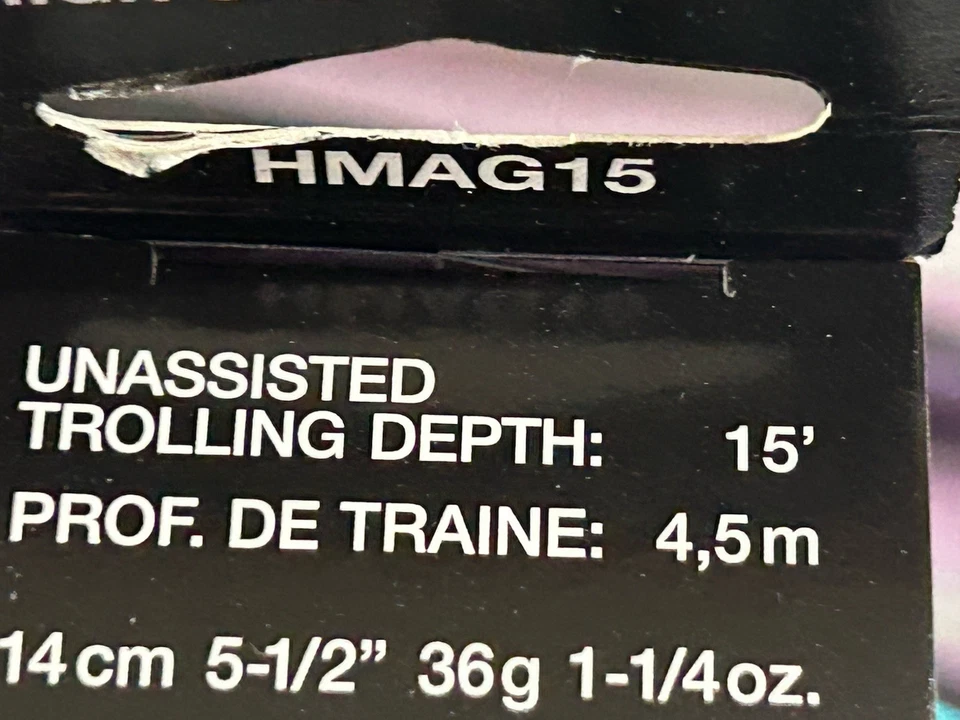 HMAG15
UNASSISTED
TROLLING DEPTH: 15’
PROF. DE TRAINE: 4,5m
14cm 5-1/2” 36g 1-1/4oz.